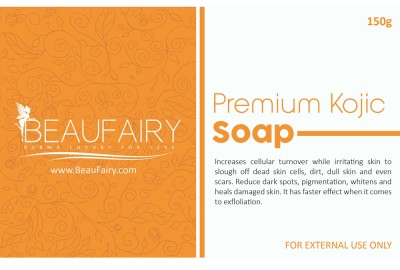 150g
BEAUFAIRY
DERMA LUXURY FOR LIFE
www.BeauFairy.com
Premium Kojic
Soap
Increases cellular turnover while irritating skin to
slough off dead skin cells, dirt, dull skin and even
scars. Reduce dark spots, pigmentation, whitens and
heals damaged skin. It has faster effect when it comes
to exfloliation.
FOR EXTERNAL USE ONLY